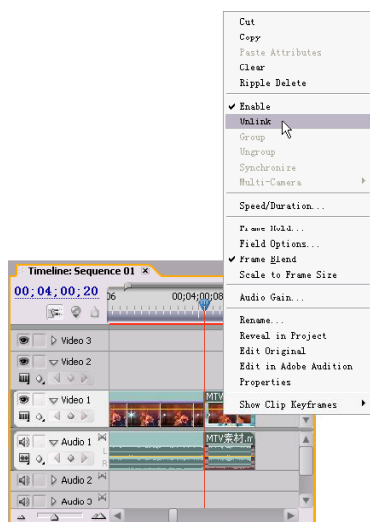 Cut
Copy
Paste Attributes
Clear
Ripple Delete
Enable
Unlink
Group
Ungroup
Synchronize
Multi-Camera
Speed/Duration...
Frame Hold...
Field Options...
Frame Blend
Scale to Frame Size
Audio Gain...
Rename...
Reveal in Project
Edit Original
Edit in Adobe Audition
Properties
Show Clip Keyframes
Timeline: Sequence 01
00;04;00;20
06
00;04;00;08
Video 3
Video 2
Video 1
MTV
Audio 1
L
R
MTV素材.m
Audio 2
Audio 3